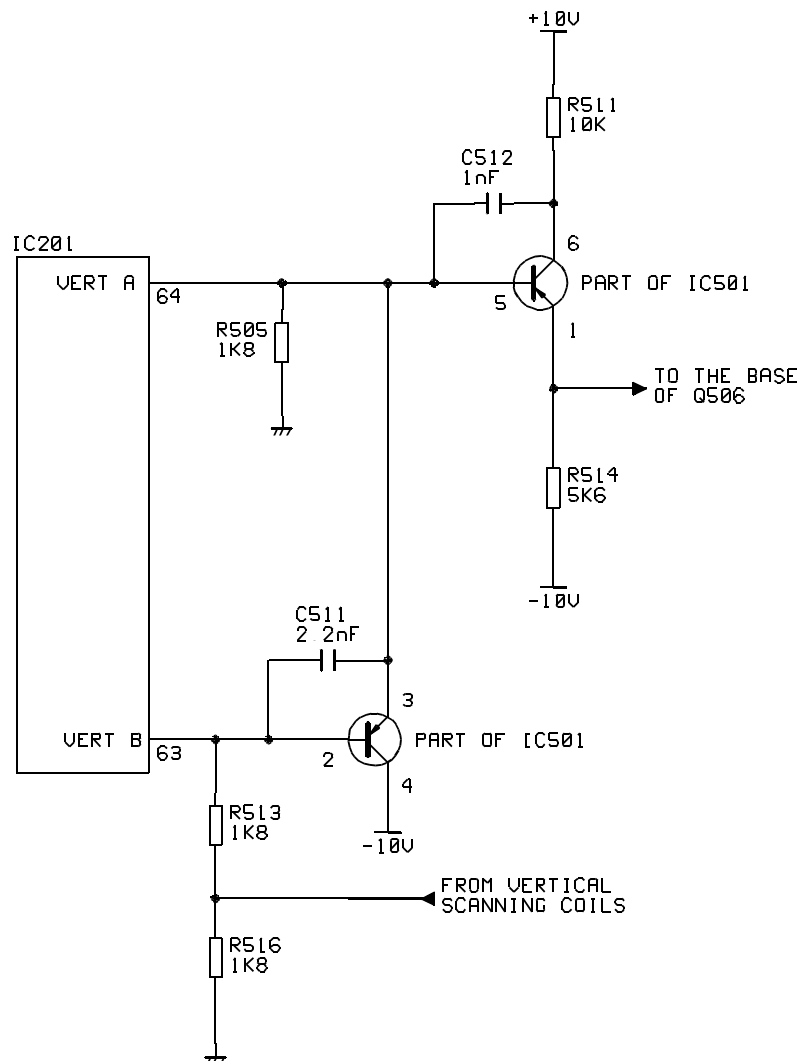 +10V
R511
10K
C512
1nF
6
IC201
VERT A
64
5
PART OF IC501
R505
1K8
1
TO THE BASE
OF Q506
R514
5K6
-10V
C511
2.2nF
3
VERT B
63
2
PART OF IC501
4
R513
1K8
-10V
FROM VERTICAL
SCANNING COILS
R516
1K8